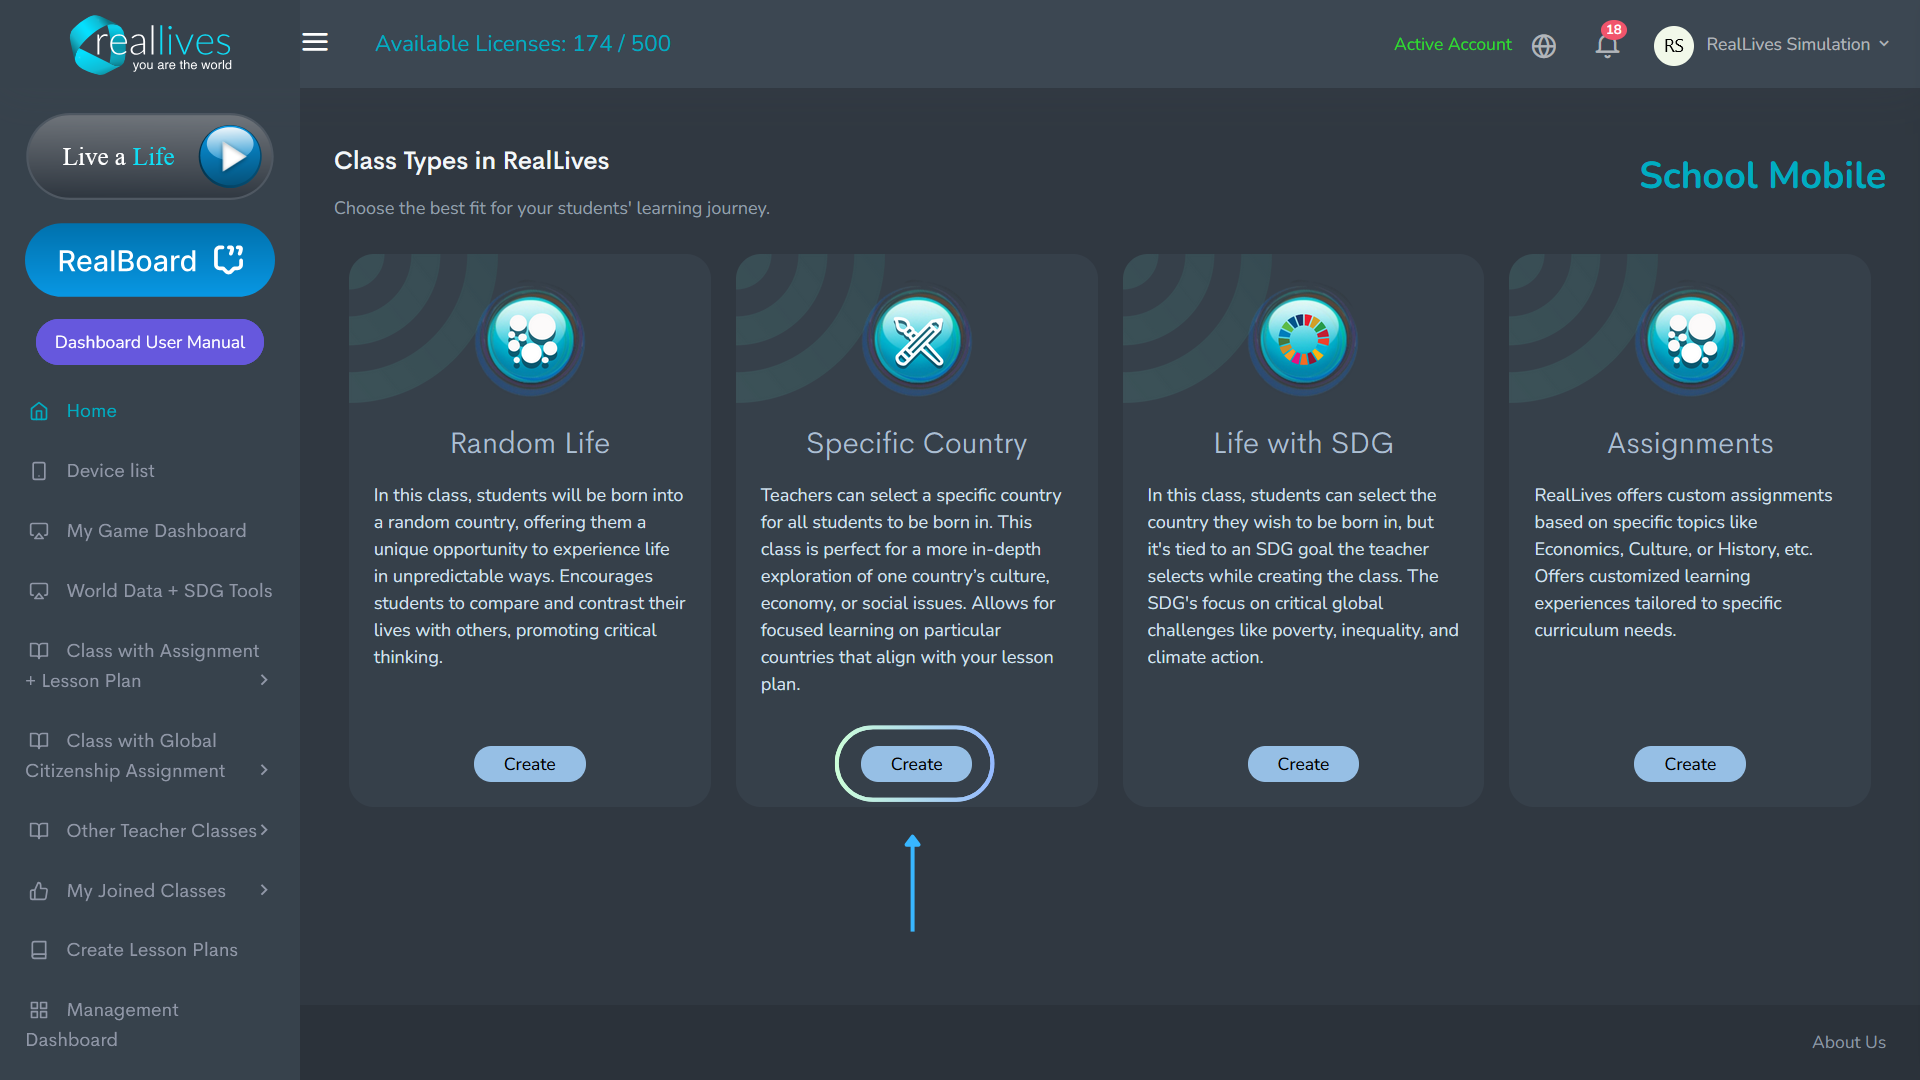 reallives
you are the world
Available Licenses: 174 / 500
Active Account
18
RS
RealLives Simulation
Live a Life
RealBoard
Dashboard User Manual
Home
Device list
My Game Dashboard
World Data + SDG Tools
Class with Assignment
+ Lesson Plan
Class with Global
Citizenship Assignment
Other Teacher Classes
My Joined Classes
Create Lesson Plans
Management
Dashboard
Class Types in RealLives
School Mobile
Choose the best fit for your students' learning journey.
Random Life
In this class, students will be born into
a random country, offering them a
unique opportunity to experience life
in unpredictable ways. Encourages
students to compare and contrast their
lives with others, promoting critical
thinking.
Create
Specific Country
Teachers can select a specific country
for all students to be born in. This
class is perfect for a more in-depth
exploration of one country’s culture,
economy, or social issues. Allows for
focused learning on particular
countries that align with your lesson
plan.
Create
Life with SDG
In this class, students can select the
country they wish to be born in, but
it's tied to an SDG goal the teacher
selects while creating the class. The
SDG's focus on critical global
challenges like poverty, inequality, and
climate action.
Create
Assignments
RealLives offers custom assignments
based on specific topics like
Economics, Culture, or History, etc.
Offers customized learning
experiences tailored to specific
curriculum needs.
Create
About Us